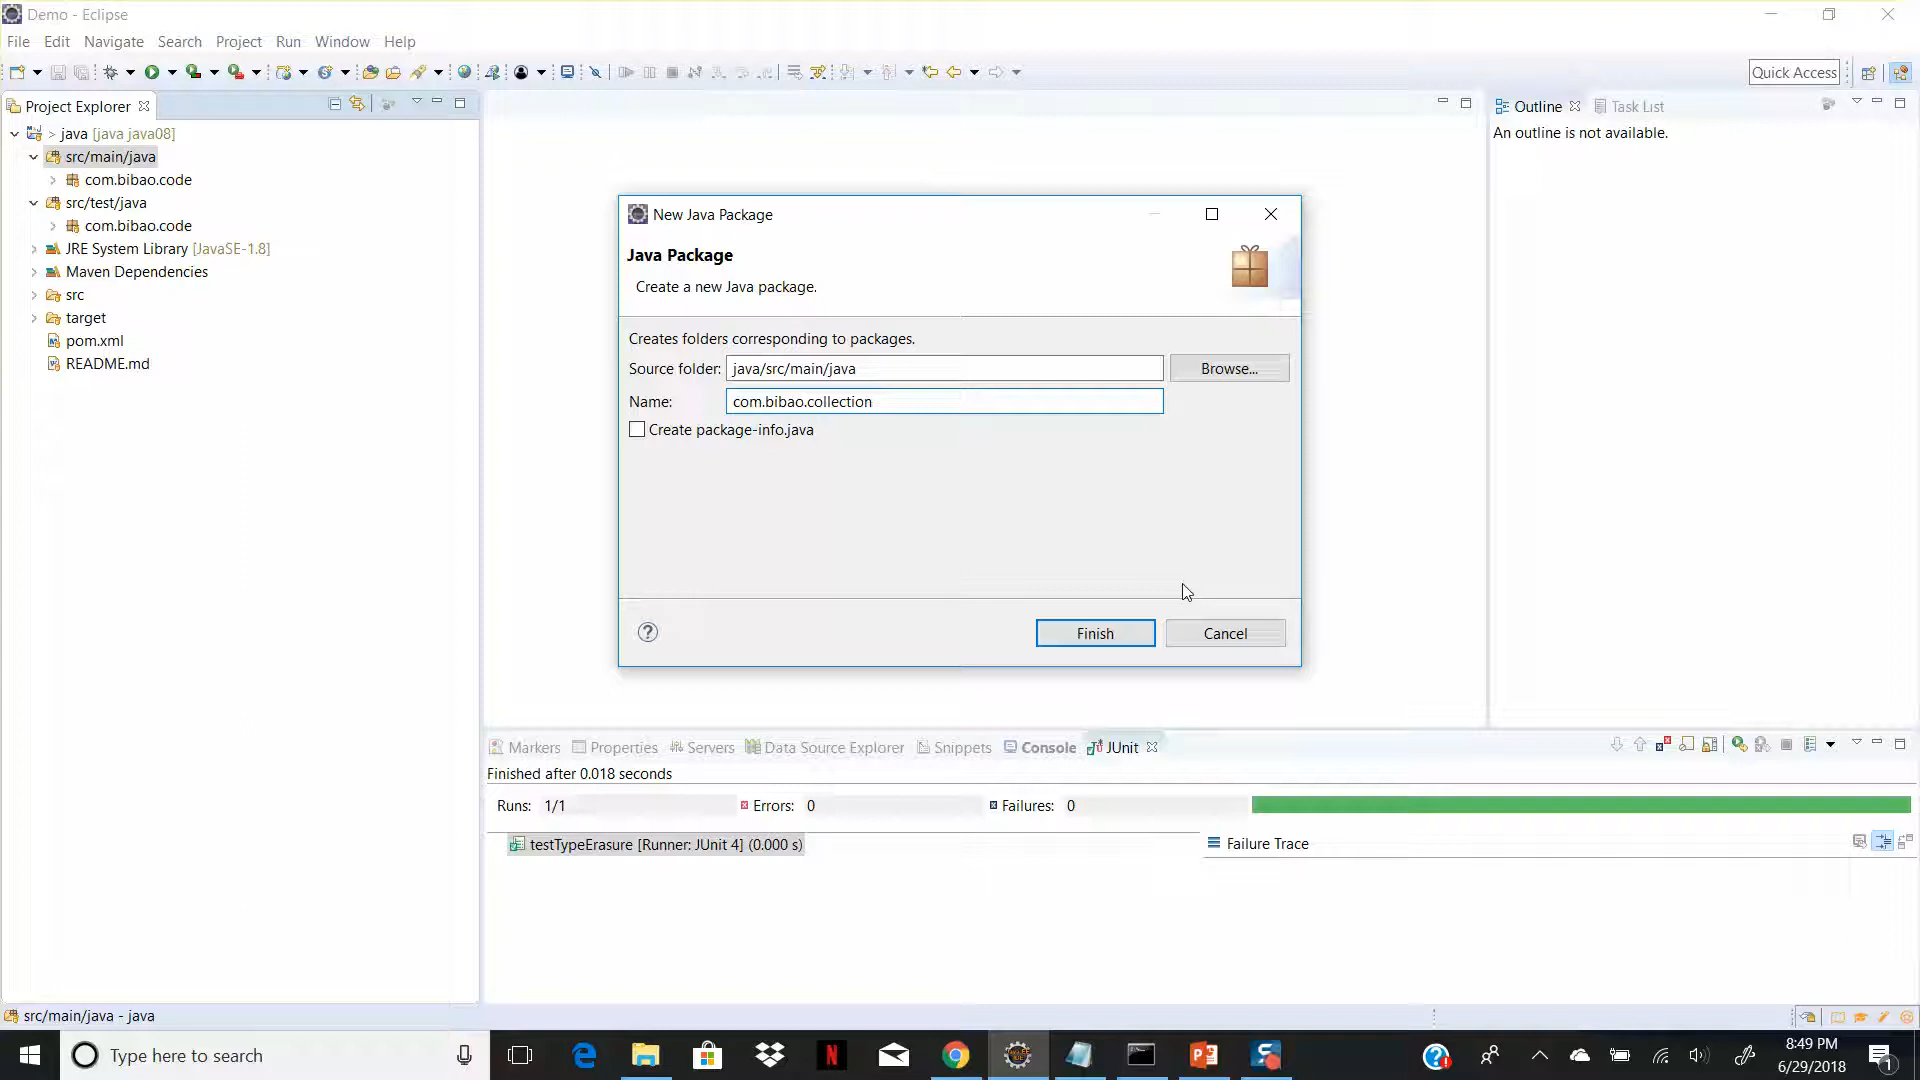 Demo - Eclipse
File Edit Navigate Search Project Run Window Help
Quick Access
Project Explorer
> java [java java08]
src/main/java
com.bibao.code
src/test/java
com.bibao.code
JRE System Library [JavaSE-1.8]
Maven Dependencies
src
target
pom.xml
README.md
New Java Package
Java Package
Create a new Java package.
Creates folders corresponding to packages.
Source folder: java/src/main/java Browse...
Name: com.bibao.collection
Create package-info.java
? Finish Cancel
Outline Task List
An outline is not available.
Markers Properties Servers Data Source Explorer Snippets Console JUnit
Finished after 0.018 seconds
Runs: 1/1 Errors: 0 Failures: 0
testTypeErasure [Runner: JUnit 4] (0.000 s)
Failure Trace
src/main/java - java
Type here to search
8:49 PM
6/29/2018
1